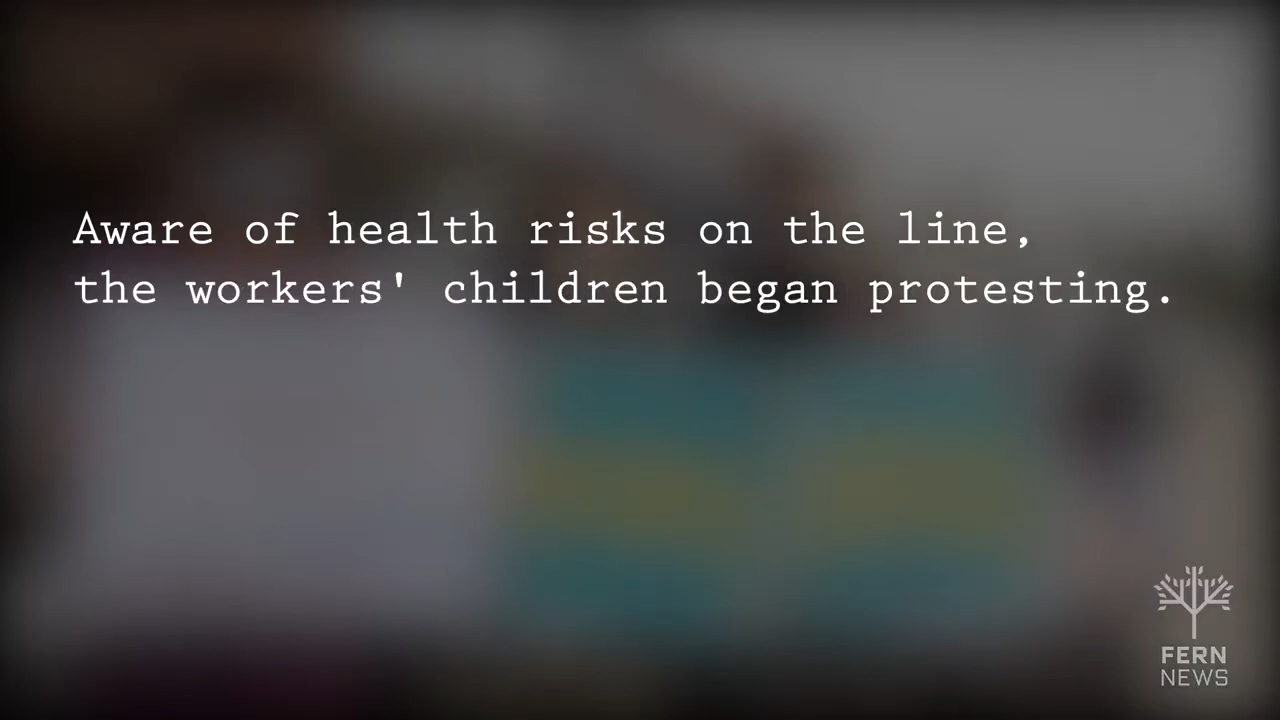 Aware of health risks on the line,
the workers' children began protesting.
FERN
NEWS